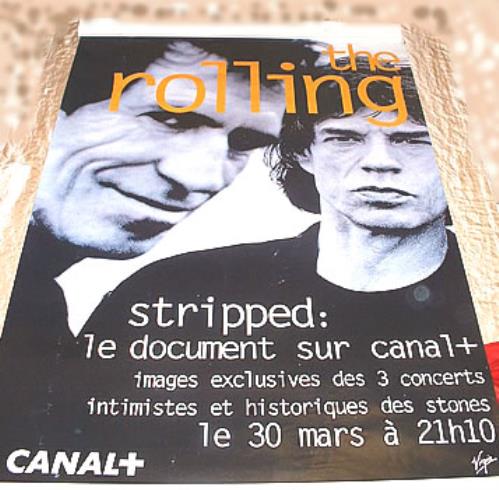 the
rolling
stripped:
le document sur canal+
images exclusives des 3 concerts
intimistes et historiques des stones
le 30 mars à 21h10
CANAL+
Virgin